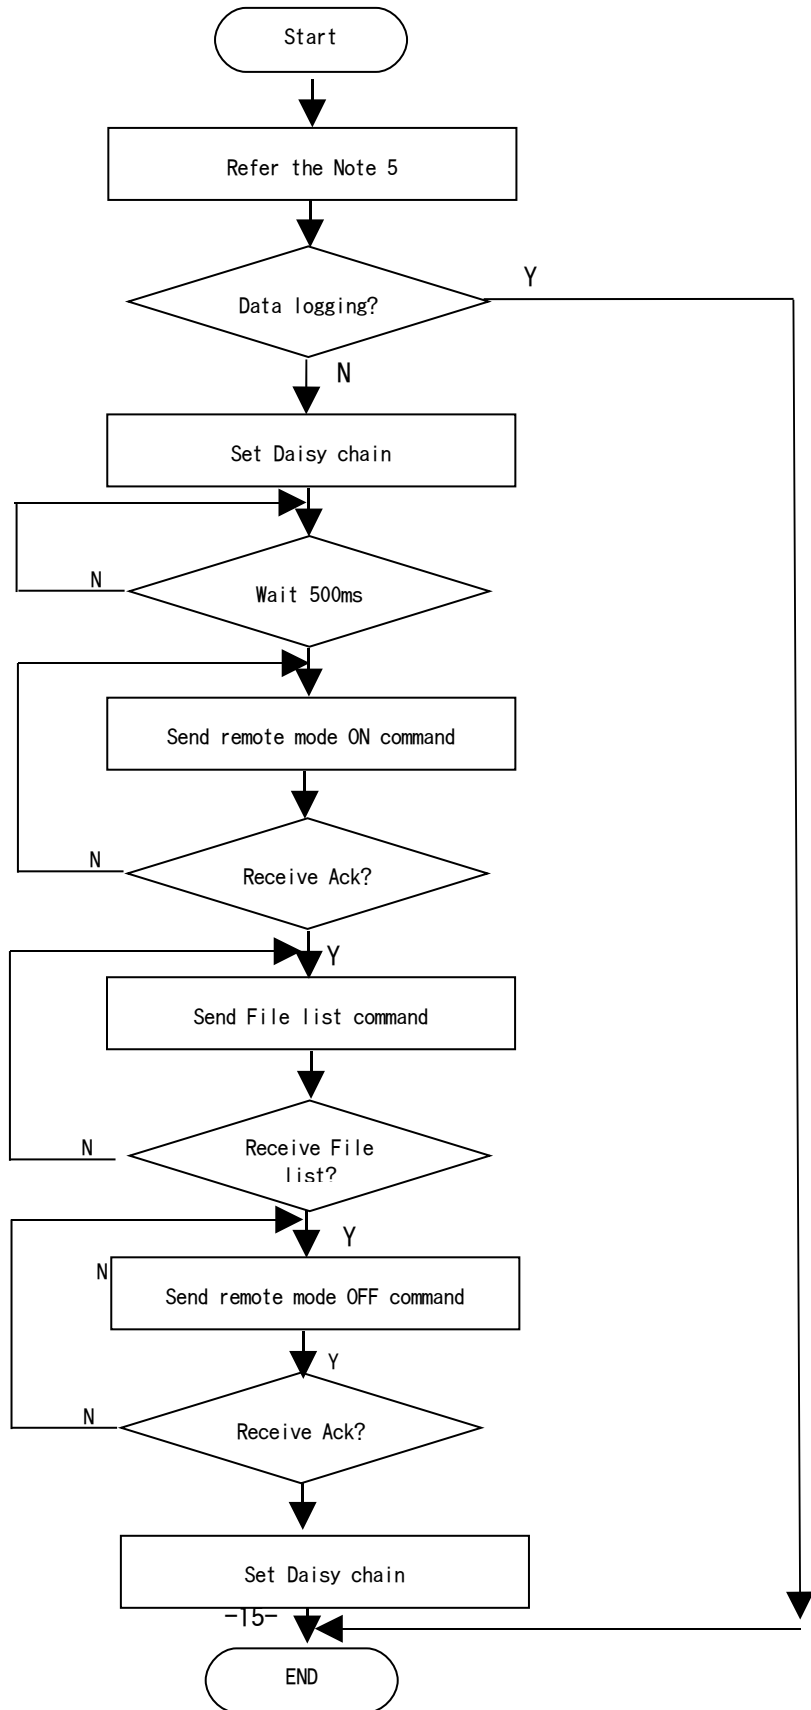 Start
Refer the Note 5
Y
Data logging?
N
Set Daisy chain
N
Wait 500ms
Send remote mode ON command
N
Receive Ack?
Y
Send File list command
N
Receive File
list?
Y
N
Send remote mode OFF command
Y
N
Receive Ack?
Set Daisy chain
-15-
END